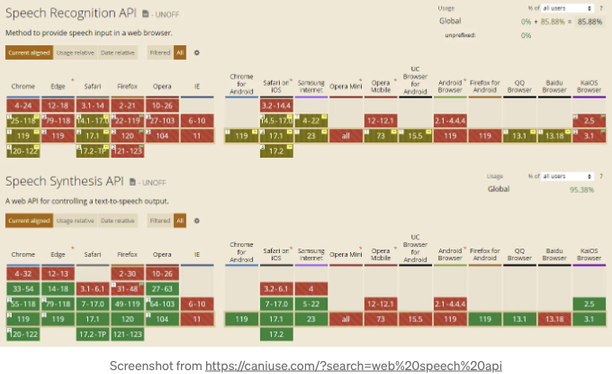 Speech Recognition API - UNOFF
Usage % of all users ?
Global 0% + 85.88% = 85.88%
unprefixed: 0%
Method to provide speech input in a web browser.
Current aligned Usage relative Date relative Filtered All
Chrome Edge Safari Firefox Opera IE Chrome for Android Safari on iOS Samsung Internet Opera Mini Opera Mobile UC Browser for Android Android Browser Firefox for Android QQ Browser Baidu Browser KaiOS Browser
4-24 12-18 3.1-14 2-21 10-26 3.2-14.4
25-118 79-118 14.1-17.0 22-119 27-103 6-10 14.5-17.0 4-22 12-12.1 2.1-4.4.4 2.5
119 119 17.1 120 104 11 119 17.1 23 all 73 15.5 119 119 13.1 13.18 3.1
120-122 17.2-TP 121-123 17.2
Speech Synthesis API - UNOFF
Usage % of all users ?
Global 95.38%
A web API for controlling a text-to-speech output.
Current aligned Usage relative Date relative Filtered All
Chrome Edge Safari Firefox Opera IE Chrome for Android Safari on iOS Samsung Internet Opera Mini Opera Mobile UC Browser for Android Android Browser Firefox for Android QQ Browser Baidu Browser KaiOS Browser
4-32 12-13 2-30 10-26
33-54 14-18 3.1-6.1 31-48 27-63 3.2-6.1 4
55-118 79-118 7-17.0 49-119 64-103 6-10 7-17.0 5-22 12-12.1 2.1-4.4.4 2.5
119 119 17.1 120 104 11 119 17.1 23 all 73 15.5 119 119 13.1 13.18 3.1
120-122 17.2-TP 121-123 17.2
Screenshot from https://caniuse.com/?search=web%20speech%20api